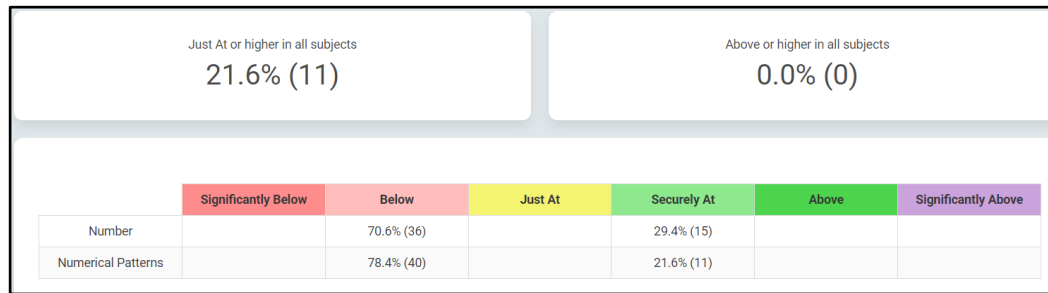 Just At or higher in all subjects
21.6% (11)
Above or higher in all subjects
0.0% (0)
Significantly Below Below Just At Securely At Above Significantly Above
Number 70.6% (36) 29.4% (15)
Numerical Patterns 78.4% (40) 21.6% (11)